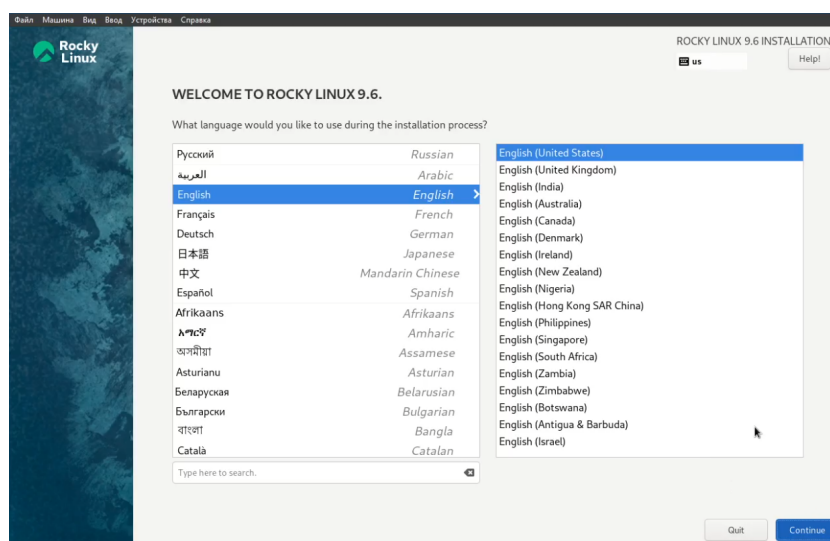 Файл Машина Вид Ввод Устройства Справка
Rocky
Linux
ROCKY LINUX 9.6 INSTALLATION
us
Help!
WELCOME TO ROCKY LINUX 9.6.
What language would you like to use during the installation process?
Русский Russian
العربية Arabic
English English
Français French
Deutsch German
日本語 Japanese
中文 Mandarin Chinese
Español Spanish
Afrikaans Afrikaans
አማርኛ Amharic
অসমীয়া Assamese
Asturianu Asturian
Беларуская Belarusian
Български Bulgarian
বাংলা Bangla
Català Catalan
Type here to search.
English (United States)
English (United Kingdom)
English (India)
English (Australia)
English (Canada)
English (Denmark)
English (Ireland)
English (New Zealand)
English (Nigeria)
English (Hong Kong SAR China)
English (Philippines)
English (Singapore)
English (South Africa)
English (Zambia)
English (Zimbabwe)
English (Botswana)
English (Antigua & Barbuda)
English (Israel)
Quit
Continue